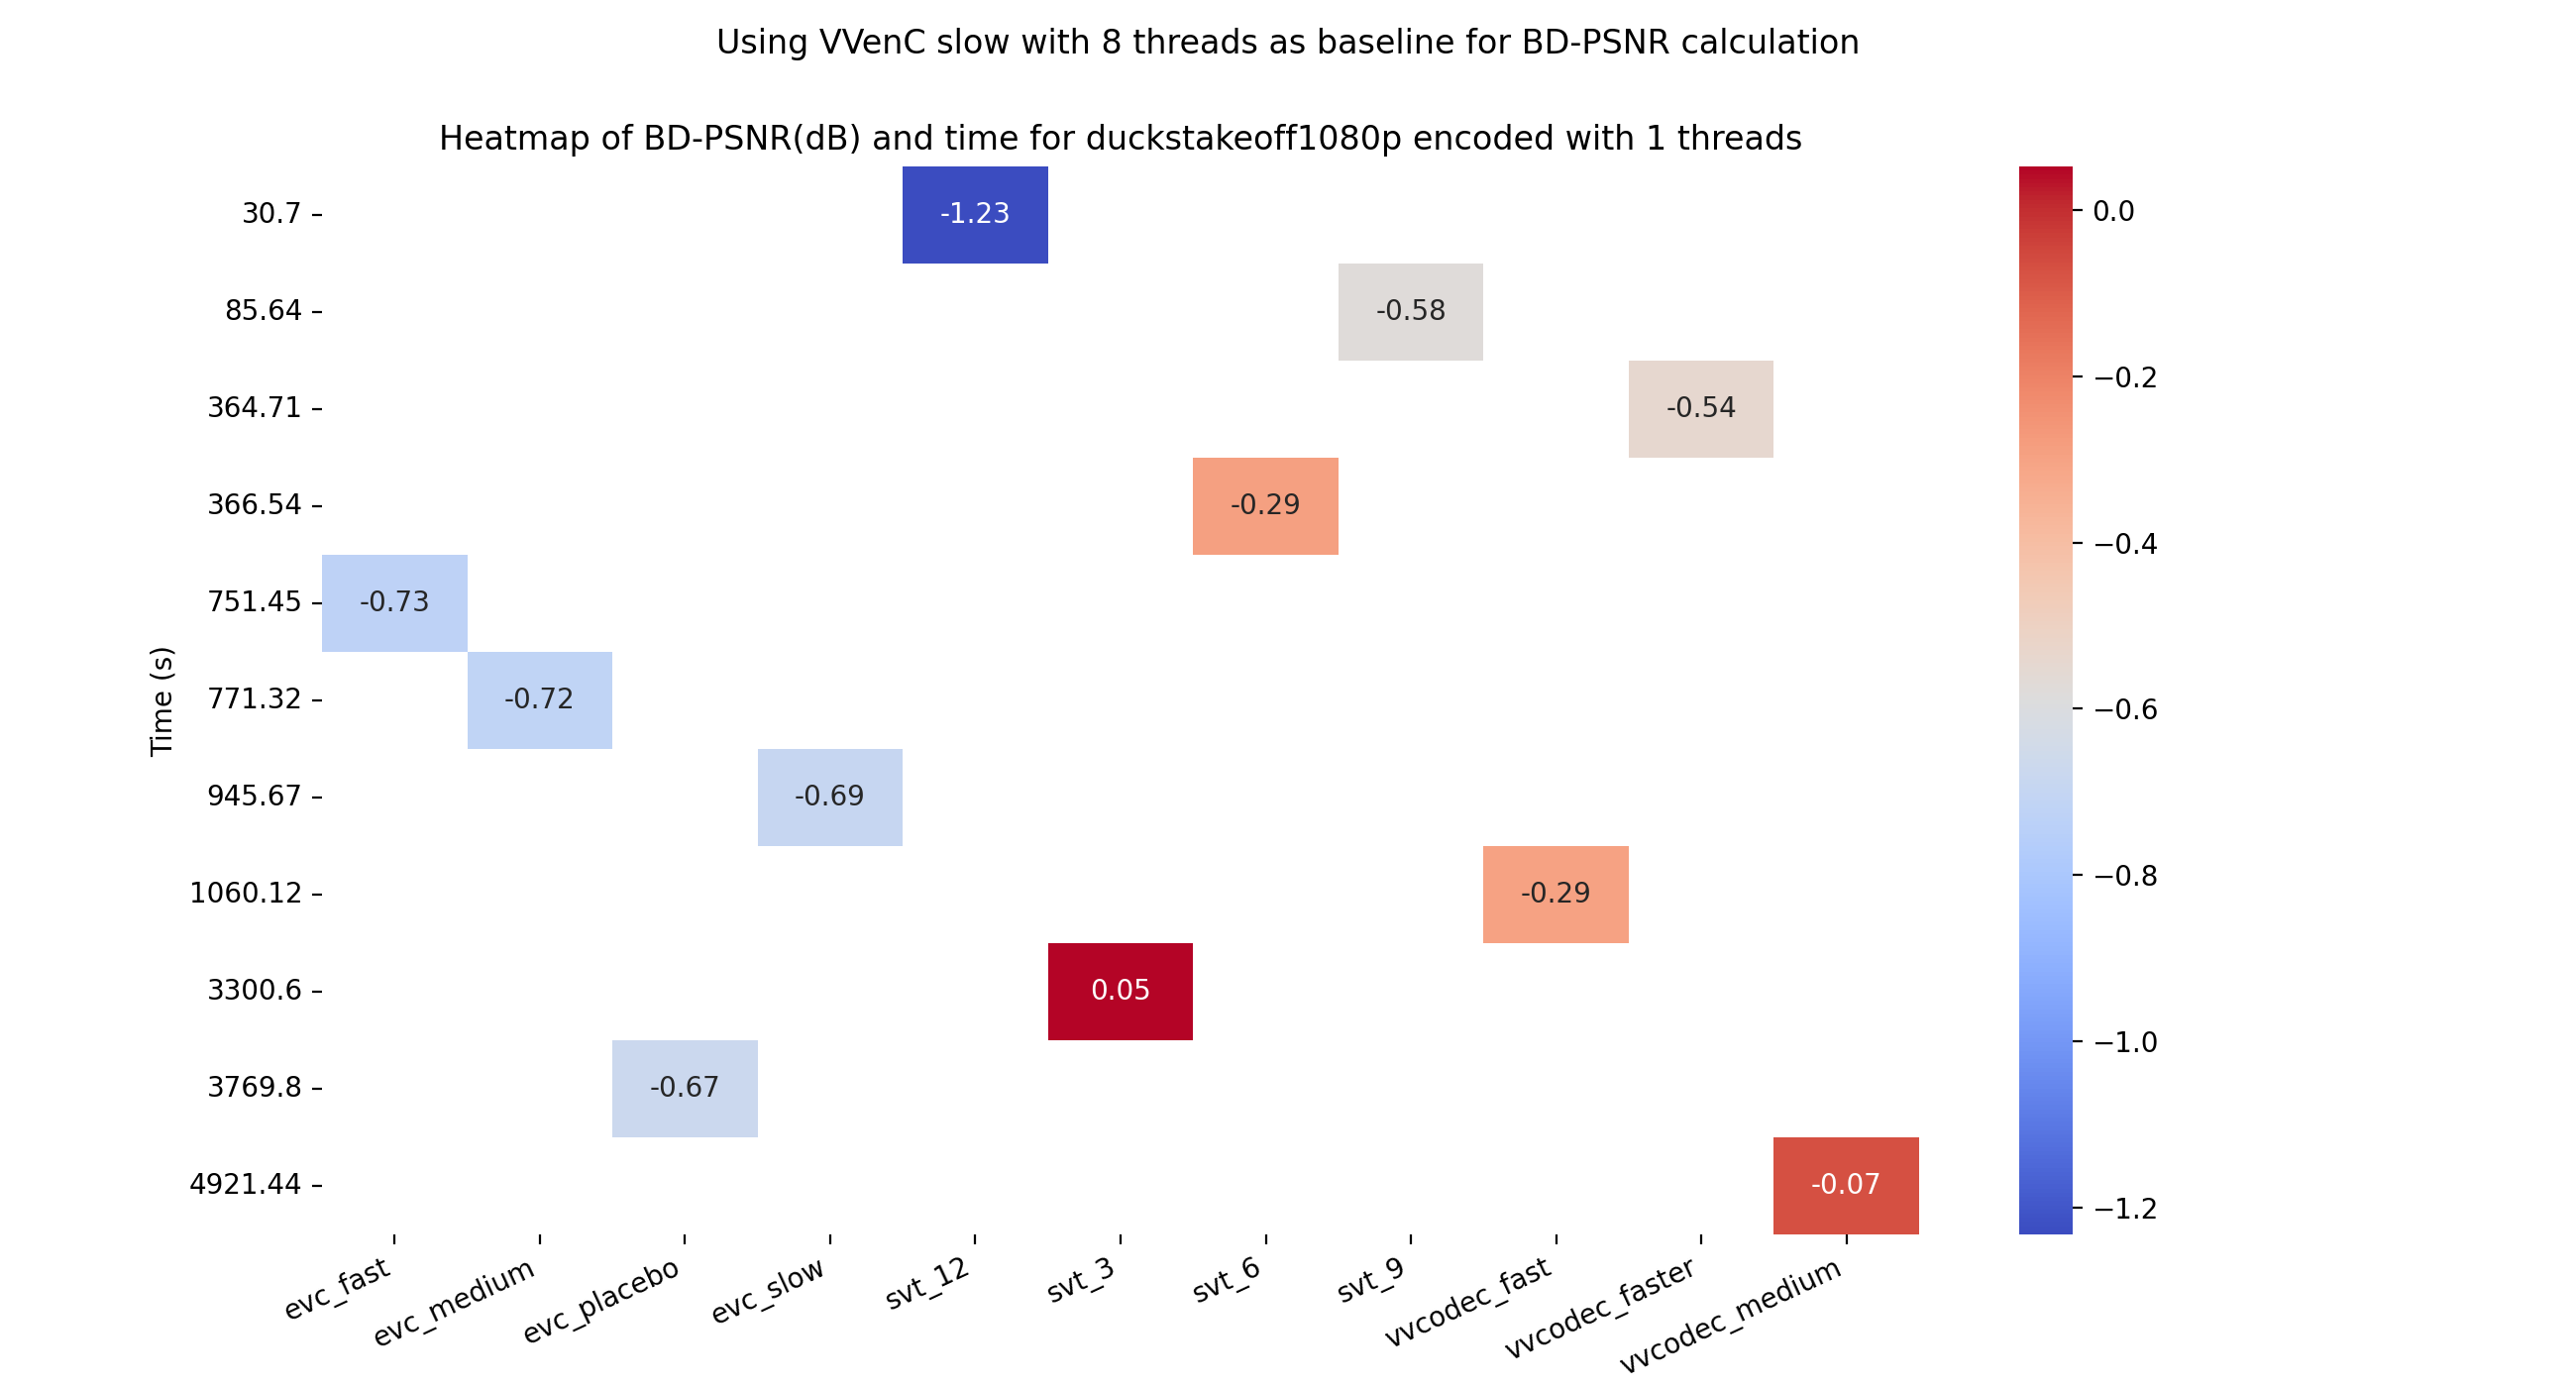 Using VVenC slow with 8 threads as baseline for BD-PSNR calculation
Heatmap of BD-PSNR(dB) and time for duckstakeoff1080p encoded with 1 threads
Time (s)
30.7
85.64
364.71
366.54
751.45
771.32
945.67
1060.12
3300.6
3769.8
4921.44
-1.23
-0.58
-0.54
-0.29
-0.73
-0.72
-0.69
-0.29
0.05
-0.67
-0.07
evc_fast
evc_medium
evc_placebo
evc_slow
svt_12
svt_3
svt_6
svt_9
vvcodec_fast
vvcodec_faster
vvcodec_medium
0.0
−0.2
−0.4
−0.6
−0.8
−1.0
−1.2